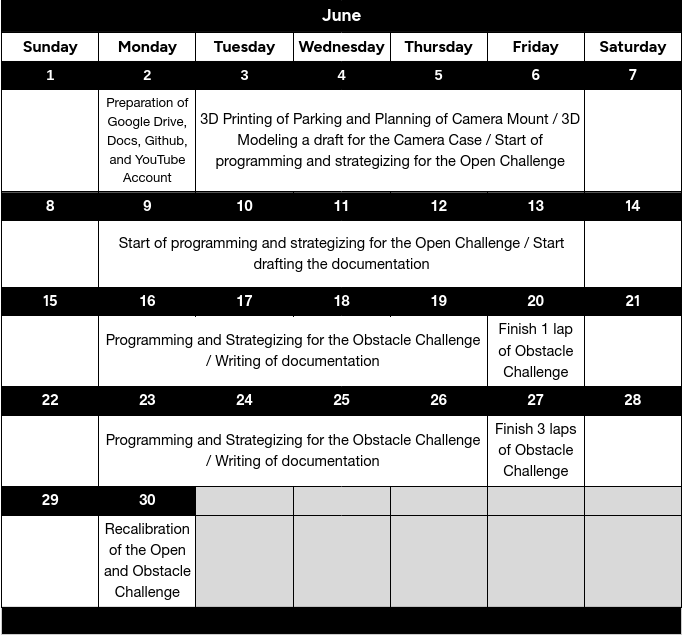 June
Sunday Monday Tuesday Wednesday Thursday Friday Saturday
1 2 3 4 5 6 7
Preparation of
Google Drive,
Docs, Github,
and YouTube
Account
3D Printing of Parking and Planning of Camera Mount / 3D
Modeling a draft for the Camera Case / Start of
programming and strategizing for the Open Challenge
8 9 10 11 12 13 14
Start of programming and strategizing for the Open Challenge / Start
drafting the documentation
15 16 17 18 19 20 21
Programming and Strategizing for the Obstacle Challenge
/ Writing of documentation
Finish 1 lap
of Obstacle
Challenge
22 23 24 25 26 27 28
Programming and Strategizing for the Obstacle Challenge
/ Writing of documentation
Finish 3 laps
of Obstacle
Challenge
29 30
Recalibration
of the Open
and Obstacle
Challenge